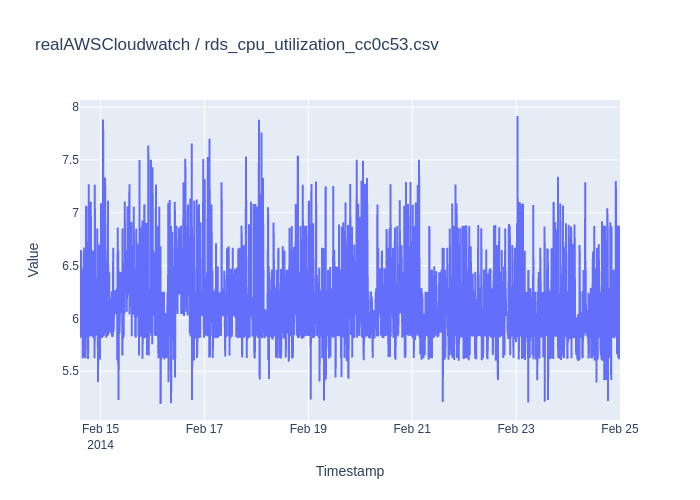 realAWSCloudwatch / rds_cpu_utilization_cc0c53.csv
8
7.5
7
6.5
6
5.5
Value
Feb 15
2014
Feb 17
Feb 19
Feb 21
Feb 23
Feb 25
Timestamp